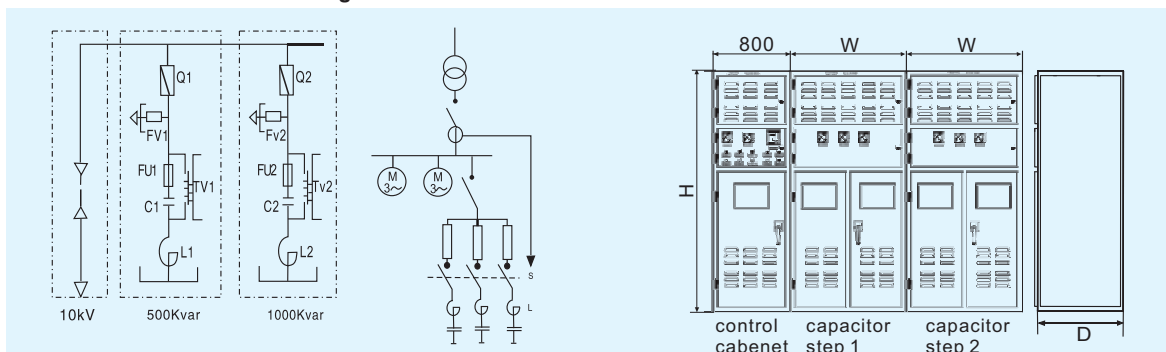 Q1
Q2
FV1
Fv2
FU1
TV1
FU2
Tv2
C1
C2
L1
L2
10kV
500Kvar
1000Kvar
M
3~
M
3~
S
L
800
W
W
H
D
control
cabenet
capacitor
step 1
capacitor
step 2